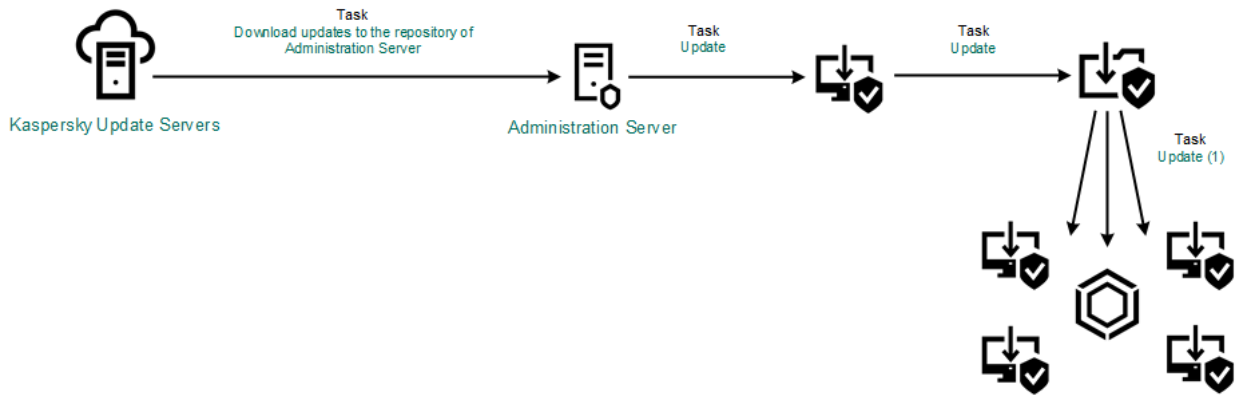 Task
Download updates to the repository of
Administration Server
Task
Update
Task
Update
Kaspersky Update Servers
Administration Server
Task
Update (1)